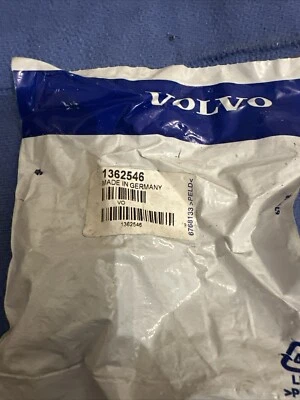 VOLVO
1362546
MADE IN GERMANY
VO
1362546
6768133 >PELD<